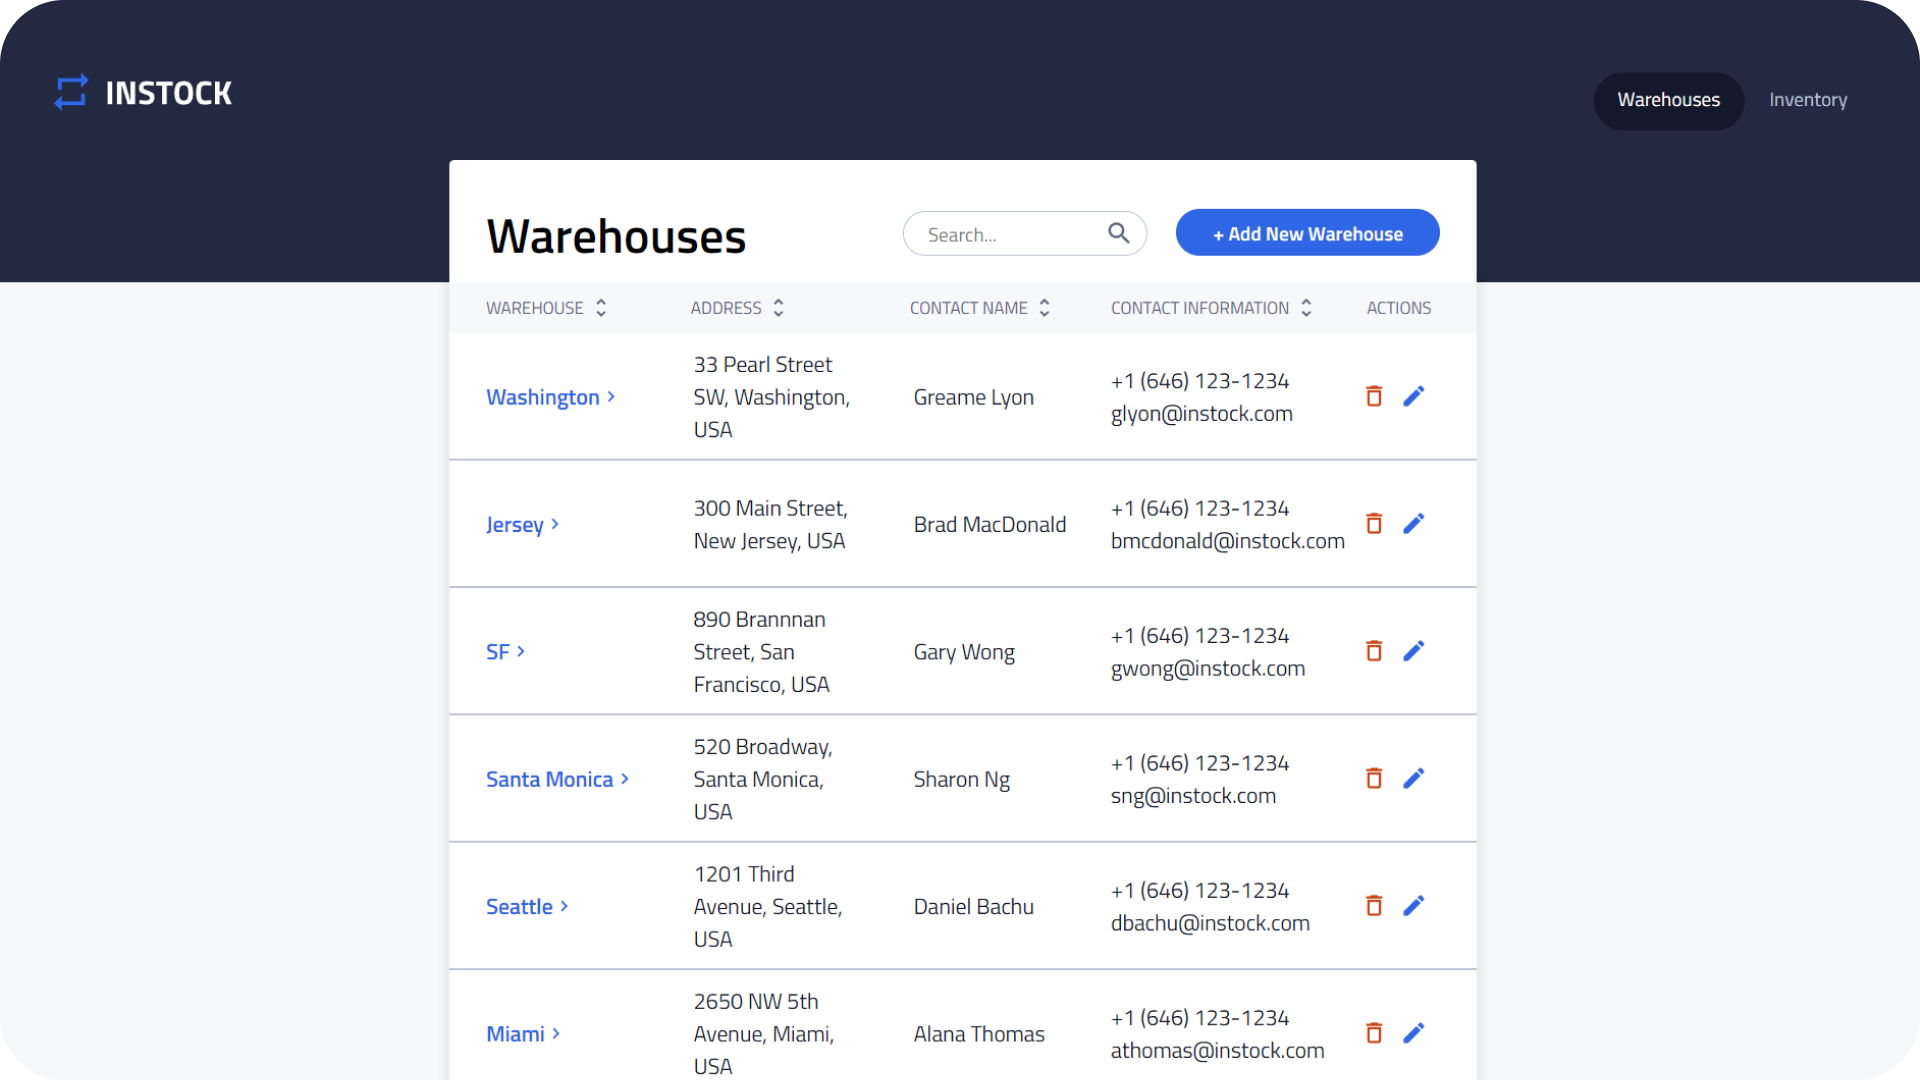 INSTOCK
Warehouses
Inventory
Warehouses
Search...
+ Add New Warehouse
WAREHOUSE
ADDRESS
CONTACT NAME
CONTACT INFORMATION
ACTIONS
Washington
33 Pearl Street
SW, Washington,
USA
Greame Lyon
+1 (646) 123-1234
glyon@instock.com
Jersey
300 Main Street,
New Jersey, USA
Brad MacDonald
+1 (646) 123-1234
bmcdonald@instock.com
SF
890 Brannnan
Street, San
Francisco, USA
Gary Wong
+1 (646) 123-1234
gwong@instock.com
Santa Monica
520 Broadway,
Santa Monica,
USA
Sharon Ng
+1 (646) 123-1234
sng@instock.com
Seattle
1201 Third
Avenue, Seattle,
USA
Daniel Bachu
+1 (646) 123-1234
dbachu@instock.com
Miami
2650 NW 5th
Avenue, Miami,
USA
Alana Thomas
+1 (646) 123-1234
athomas@instock.com